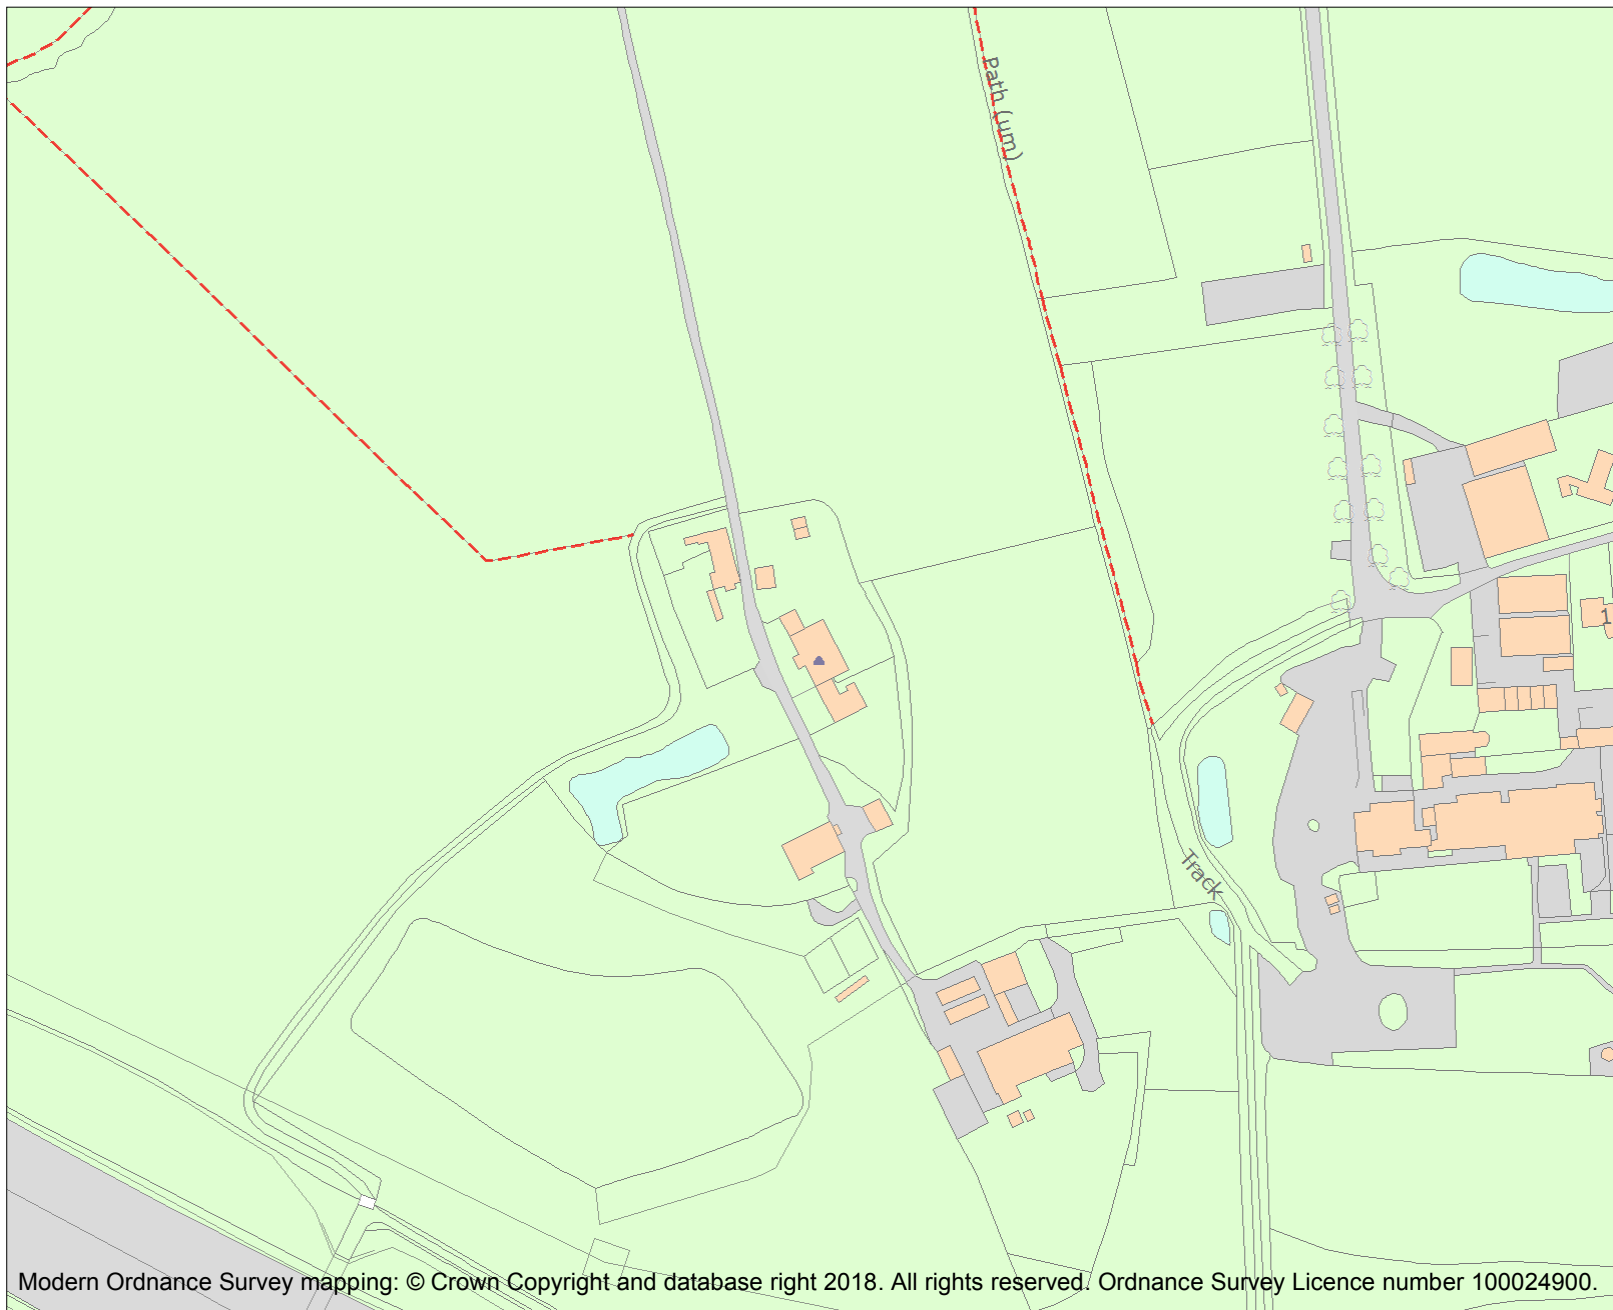 Path (um)
1
Track
Modern Ordnance Survey mapping: © Crown Copyright and database right 2018. All rights reserved. Ordnance Survey Licence number 100024900.